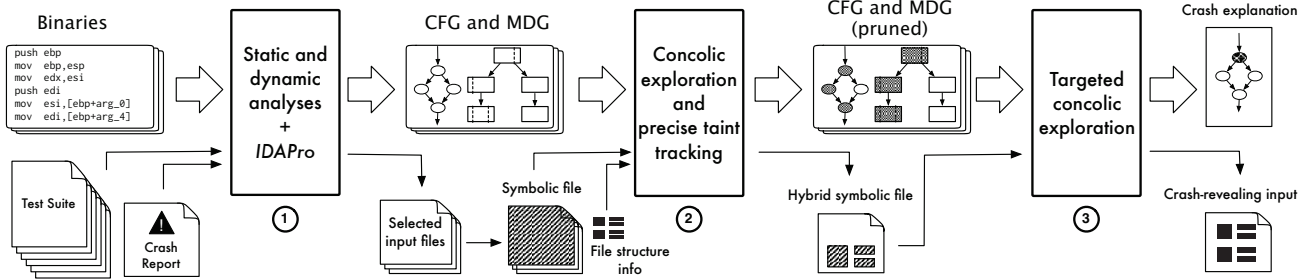 Binaries
push ebp
mov ebp,esp
mov edx,esi
push edi
mov esi,[ebp+arg_0]
mov edi,[ebp+arg_4]
Test Suite
Crash
Report
Static and
dynamic
analyses
+
IDAPro
1
CFG and MDG
Selected
input files
Symbolic file
File structure
info
Concolic
exploration
and
precise taint
tracking
2
CFG and MDG
(pruned)
Hybrid symbolic file
Targeted
concolic
exploration
3
Crash explanation
Crash-revealing input